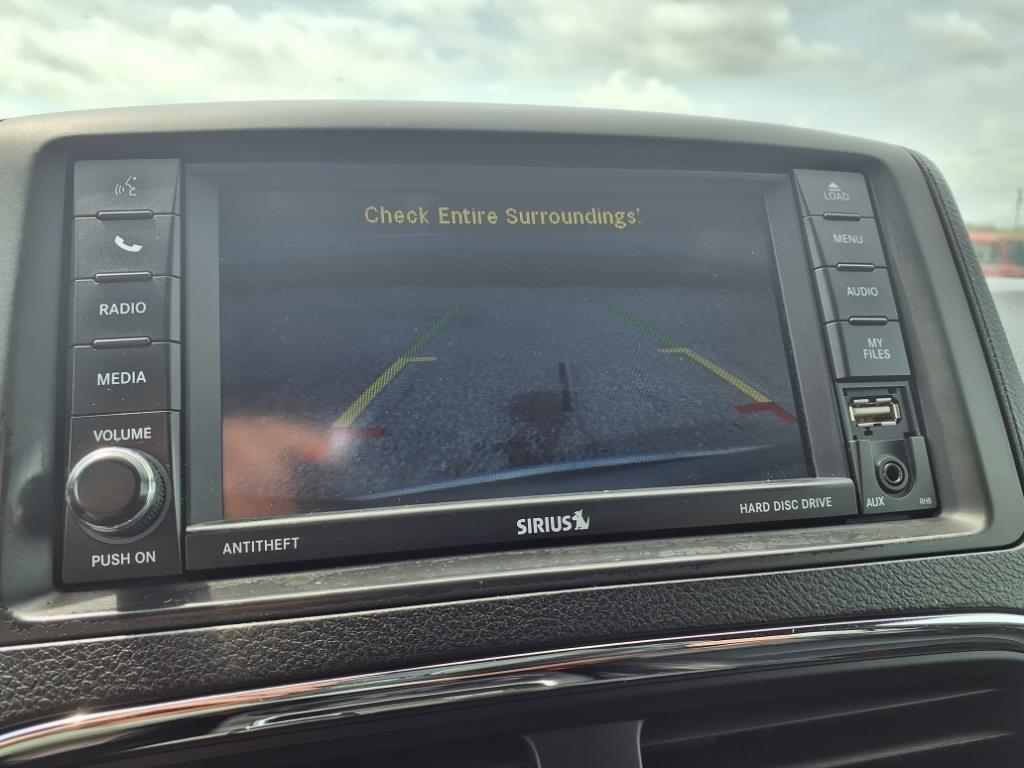 Check Entire Surroundings!
RADIO
MEDIA
VOLUME
PUSH ON
ANTITHEFT
SIRIUS
HARD DISC DRIVE
LOAD
MENU
AUDIO
MY
FILES
AUX
RHB